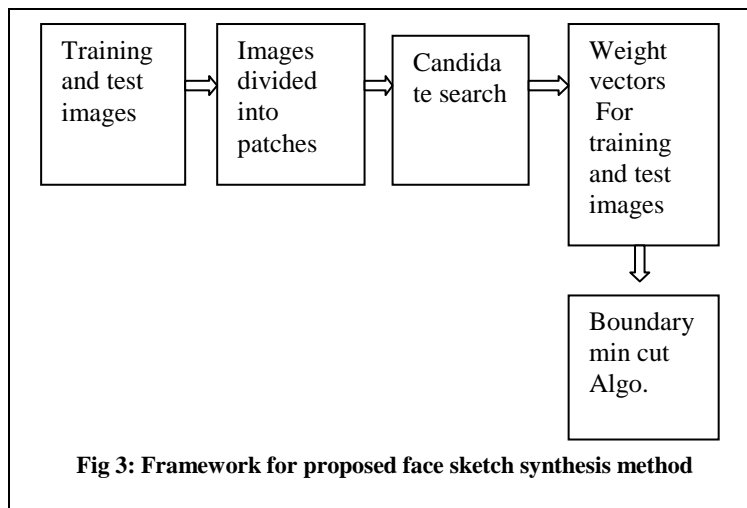 Training
and test
images
Images
divided
into
patches
Candida
te search
Weight
vectors
For
training
and test
images
Boundary
min cut
Algo.
Fig 3: Framework for proposed face sketch synthesis method